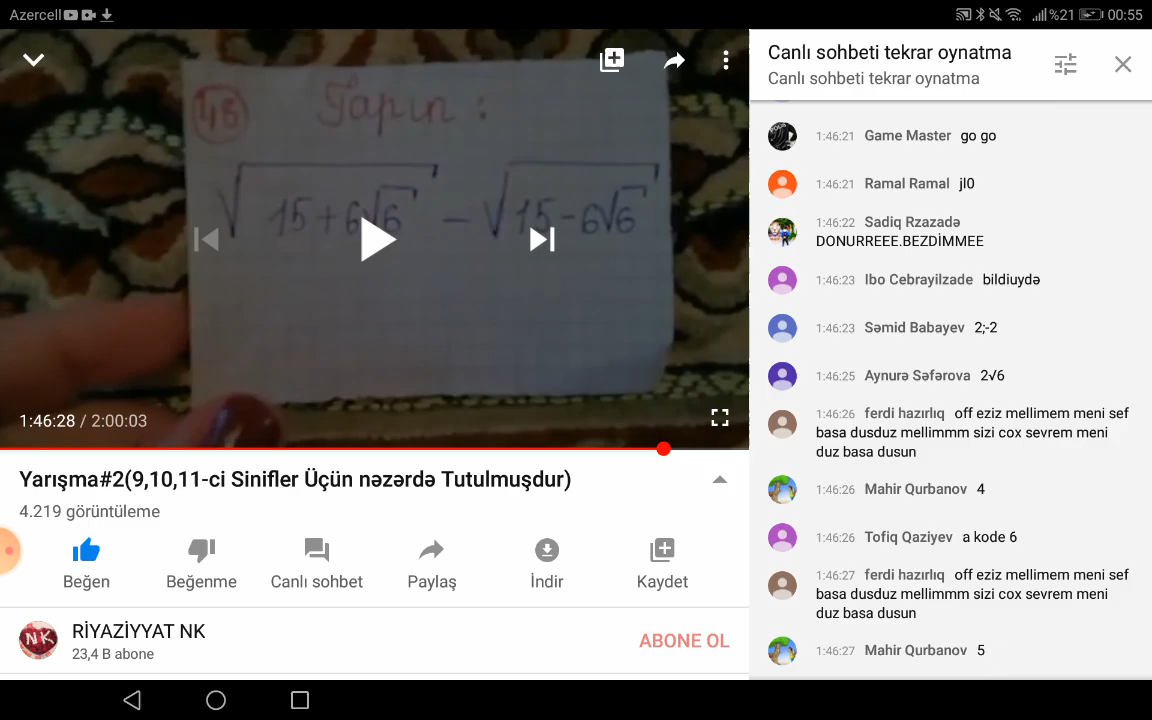 Azercell %21 00:55
1,6 Tapın :
√15+6√6 − √15-6√6
1:46:28 / 2:00:03
Yarışma#2(9,10,11-ci Siniflər Üçün nəzərdə Tutulmuşdur)
4.219 görüntüleme
Beğen Beğenme Canlı sohbet Paylaş İndir Kaydet
NK
RİYAZİYYAT NK
23,4 B abone
ABONE OL
Canlı sohbeti tekrar oynatma
Canlı sohbeti tekrar oynatma
1:46:21 Game Master go go
1:46:21 Ramal Ramal jl0
1:46:22 Sadiq Rzazadə
DONURREEE.BEZDİMMEE
1:46:23 Ibo Cebrayilzade bildiuydə
1:46:23 Səmid Babayev 2;-2
1:46:25 Aynurə Səfərova 2√6
1:46:26 ferdi hazırlıq off eziz mellimem meni sef
basa dusduz mellimmm sizi cox sevrem meni
duz basa dusun
1:46:26 Mahir Qurbanov 4
1:46:26 Tofiq Qaziyev a kode 6
1:46:27 ferdi hazırlıq off eziz mellimem meni sef
basa dusduz mellimmm sizi cox sevrem meni
duz basa dusun
1:46:27 Mahir Qurbanov 5